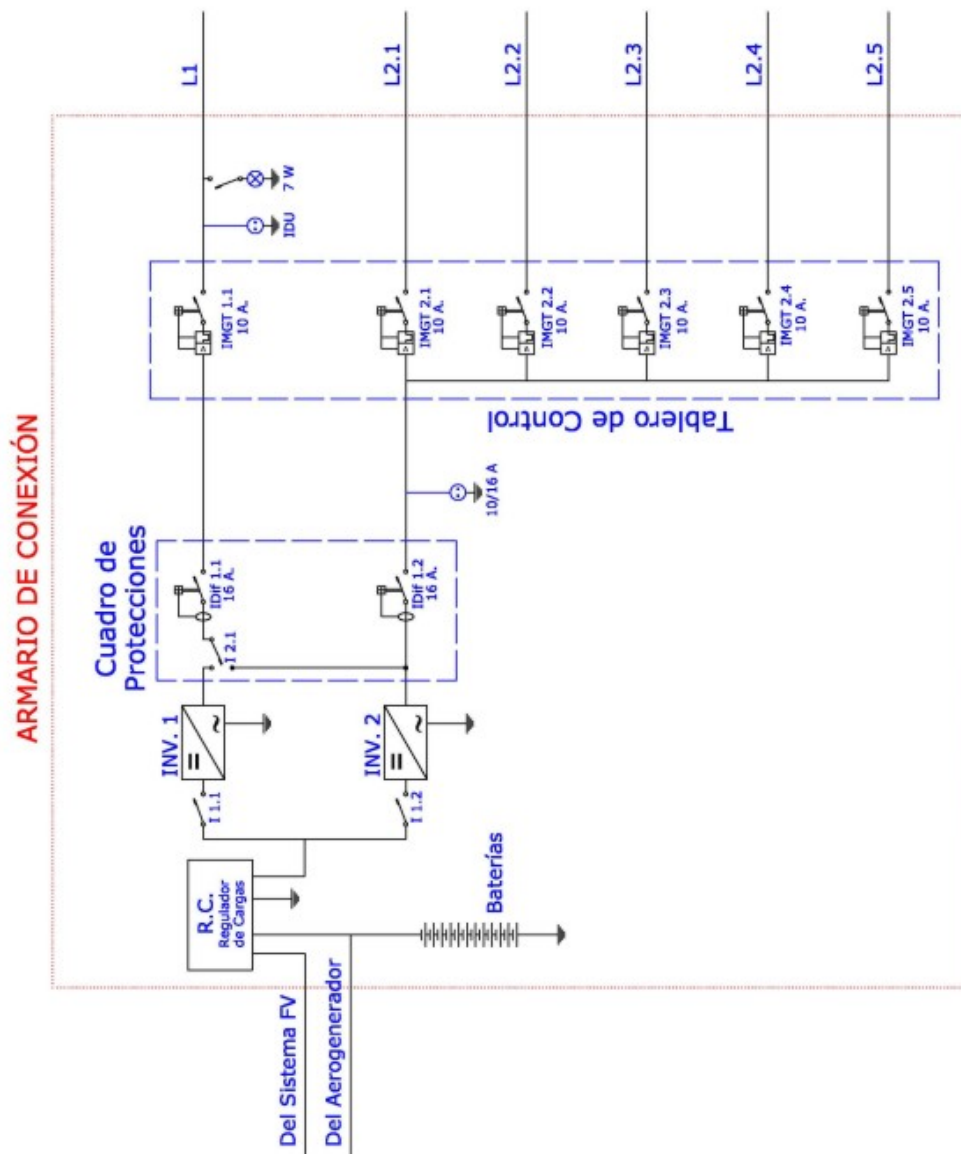 ARMARIO DE CONEXIÓN
L1
L2.1
L2.2
L2.3
L2.4
L2.5
7 W
IDU
IMGT 1.1
10 A.
IMGT 2.1
10 A.
IMGT 2.2
10 A.
IMGT 2.3
10 A.
IMGT 2.4
10 A.
IMGT 2.5
10 A.
Tablero de Control
10/16 A
Cuadro de
Protecciones
IDif 1.1
16 A.
IDif 1.2
16 A.
I 2.1
INV. 1
=
~
INV. 2
=
~
I 1.1
I 1.2
R.C.
Regulador
de Cargas
Baterías
Del Sistema FV
Del Aerogenerador